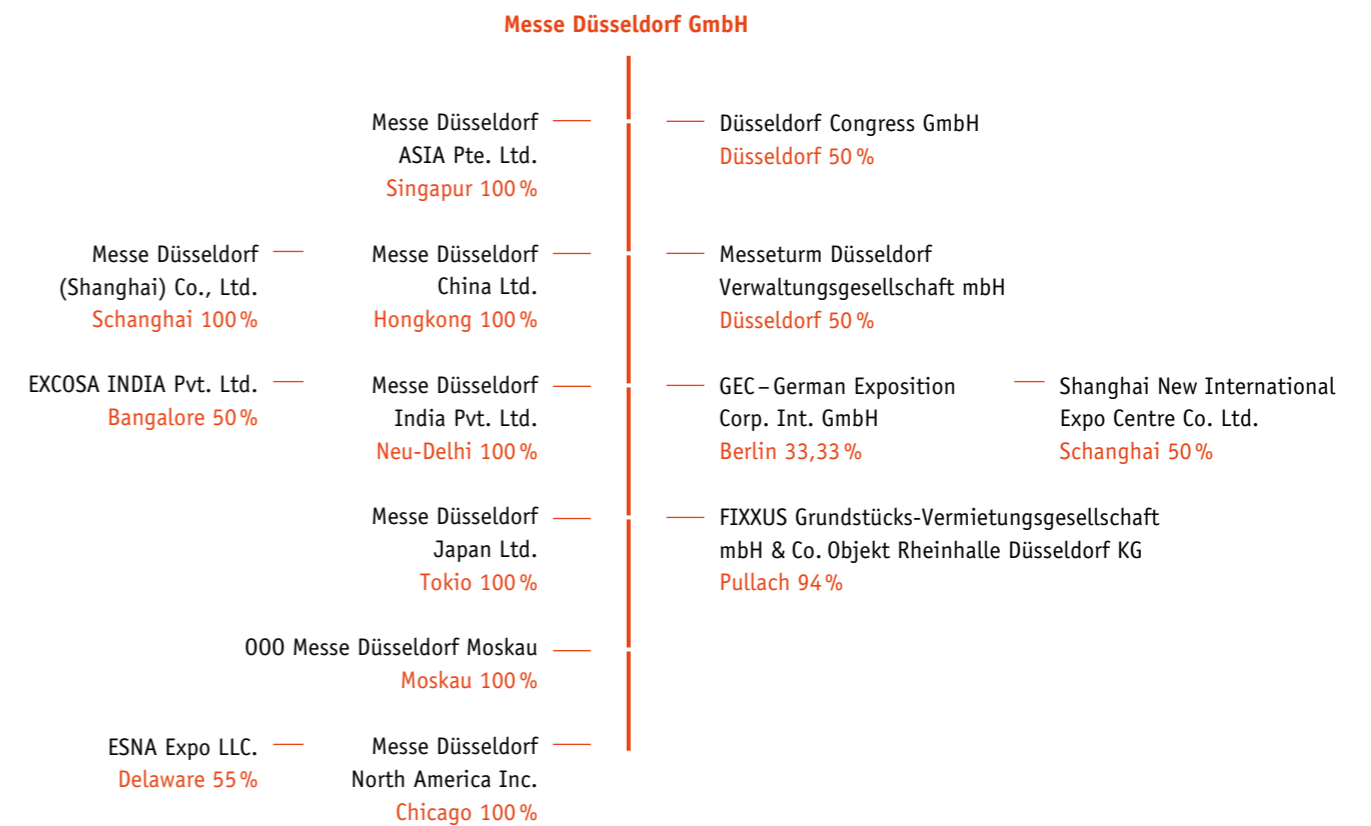 Messe Düsseldorf GmbH
Messe Düsseldorf
ASIA Pte. Ltd.
Singapur 100 %
Düsseldorf Congress GmbH
Düsseldorf 50 %
Messe Düsseldorf
(Shanghai) Co., Ltd.
Schanghai 100 %
Messe Düsseldorf
China Ltd.
Hongkong 100 %
Messeturm Düsseldorf
Verwaltungsgesellschaft mbH
Düsseldorf 50 %
EXCOSA INDIA Pvt. Ltd.
Bangalore 50 %
Messe Düsseldorf
India Pvt. Ltd.
Neu-Delhi 100 %
GEC – German Exposition
Corp. Int. GmbH
Berlin 33,33 %
Shanghai New International
Expo Centre Co. Ltd.
Schanghai 50 %
Messe Düsseldorf
Japan Ltd.
Tokio 100 %
FIXXUS Grundstücks-Vermietungsgesellschaft
mbH & Co. Objekt Rheinhalle Düsseldorf KG
Pullach 94 %
OOO Messe Düsseldorf Moskau
Moskau 100 %
ESNA Expo LLC.
Delaware 55 %
Messe Düsseldorf
North America Inc.
Chicago 100 %